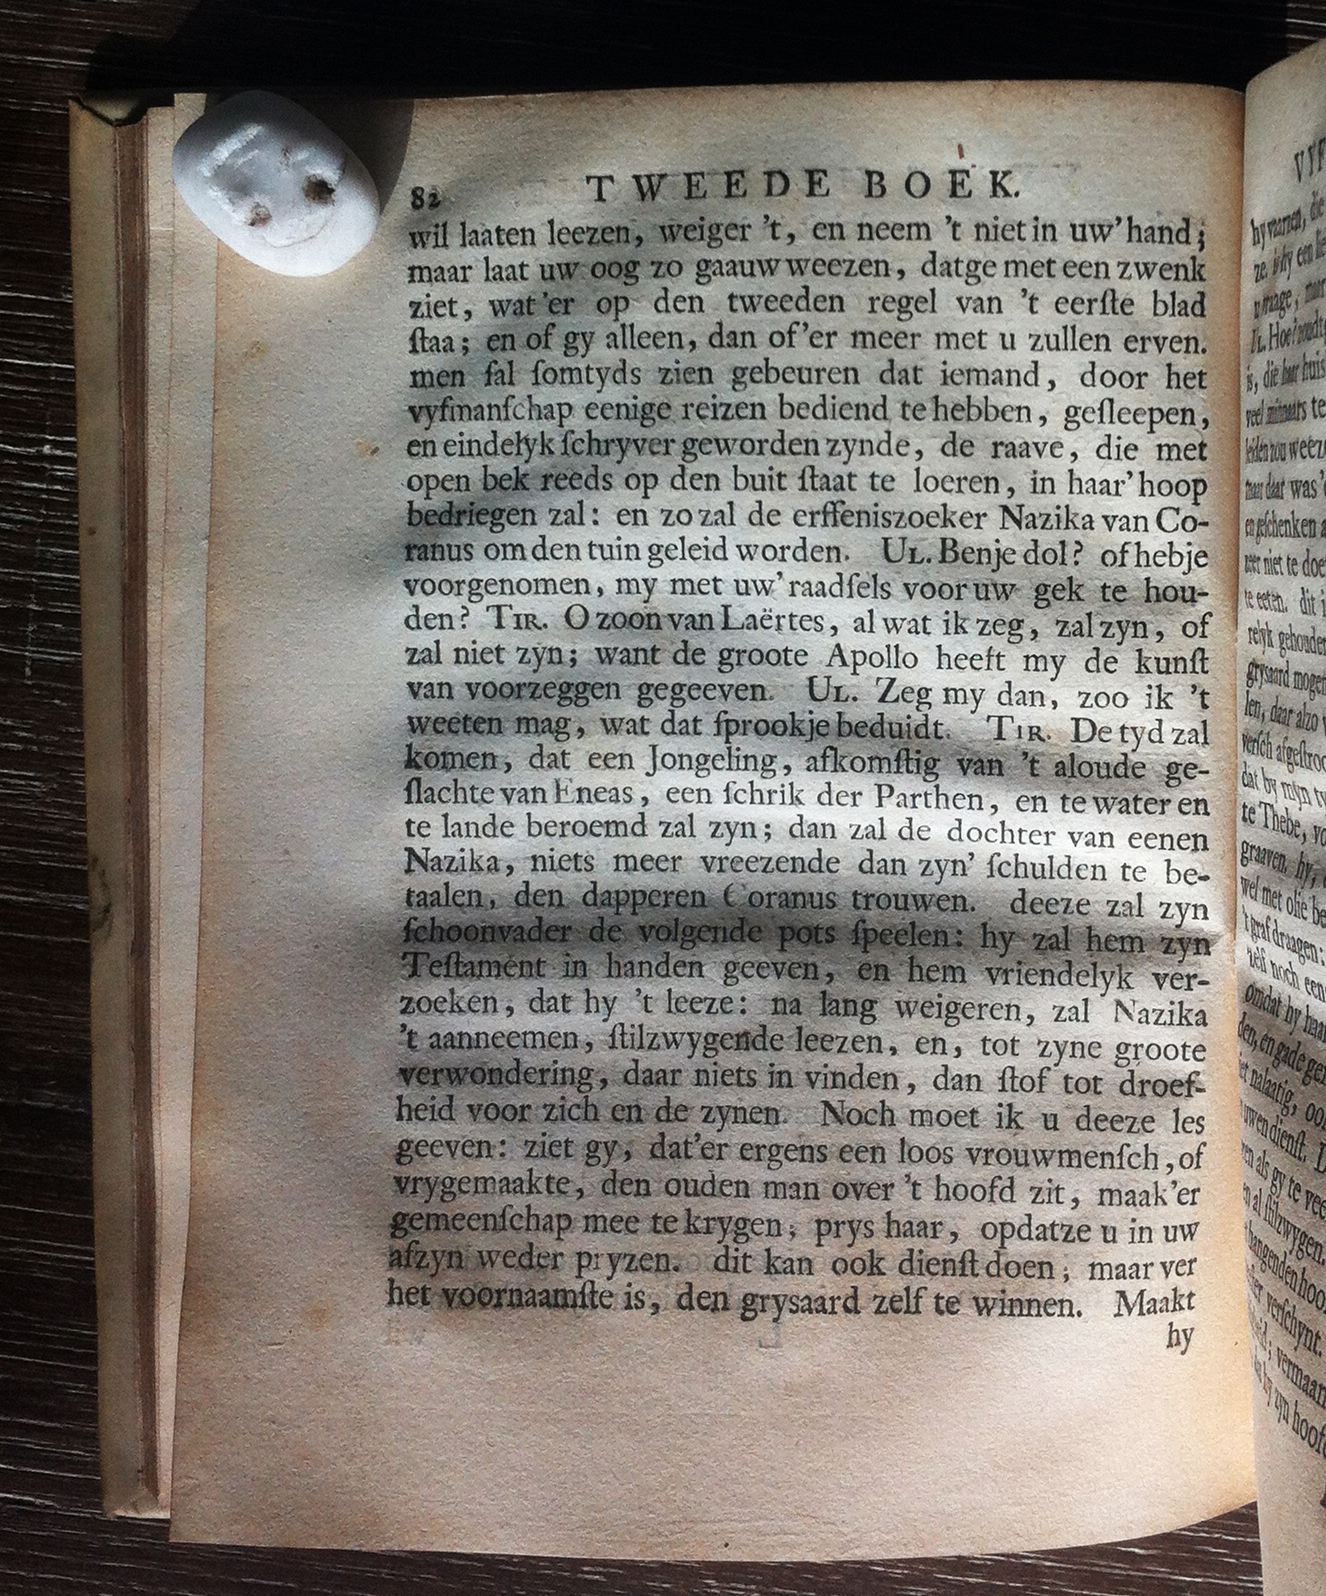 82 TWEEDE BOEK.
wil laaten leezen, weiger 't, en neem 't niet in uw' hand;
maar laat uw oog zo gaauw weezen, datge met een zwenk
ziet, wat 'er op den tweeden regel van 't eerſte blad
ſtaa; en of gy alleen, dan of 'er meer met u zullen erven.
men ſal ſomtyds zien gebeuren dat iemand, door het
vyfmanſchap eenige reizen bediend te hebben, geſleepen,
en eindelyk ſchryver geworden zynde, de raave, die met
open bek reeds op den buit ſtaat te loeren, in haar' hoop
bedriegen zal: en zo zal de erffeniszoeker Nazika van Co-
ranus om den tuin geleid worden. UL. Benje dol? of hebje
voorgenomen, my met uw' raadſels voor uw gek te hou-
den? TIR. O zoon van Laërtes, al wat ik zeg, zal zyn, of
zal niet zyn; want de groote Apollo heeft my de kunſt
van voorzeggen gegeeven. UL. Zeg my dan, zoo ik 't
weeten mag, wat dat ſprookje beduidt. TIR. De tyd zal
komen, dat een Jongeling, afkomſtig van 't aloude ge-
ſlachte van Eneas, een ſchrik der Parthen, en te water en
te lande beroemd zal zyn; dan zal de dochter van eenen
Nazika, niets meer vreezende dan zyn' ſchulden te be-
taalen, den dapperen Coranus trouwen. deeze zal zyn
ſchoonvader de volgende pots ſpeelen: hy zal hem zyn
Teſtament in handen geeven, en hem vriendelyk ver-
zoeken, dat hy 't leeze: na lang weigeren, zal Nazika
't aanneemen, ſtilzwygende leezen, en, tot zyne groote
verwondering, daar niets in vinden, dan ſtof tot droef-
heid voor zich en de zynen. Noch moet ik u deeze les
geeven: ziet gy, dat 'er ergens een loos vrouwmenſch, of
vrygemaakte, den ouden man over 't hoofd zit, maak 'er
gemeenſchap mee te krygen; prys haar, opdatze u in uw
afzyn weder pryzen. dit kan ook dienſt doen; maar ver
het voornaamſte is, den grysaard zelf te winnen. Maakt
hy